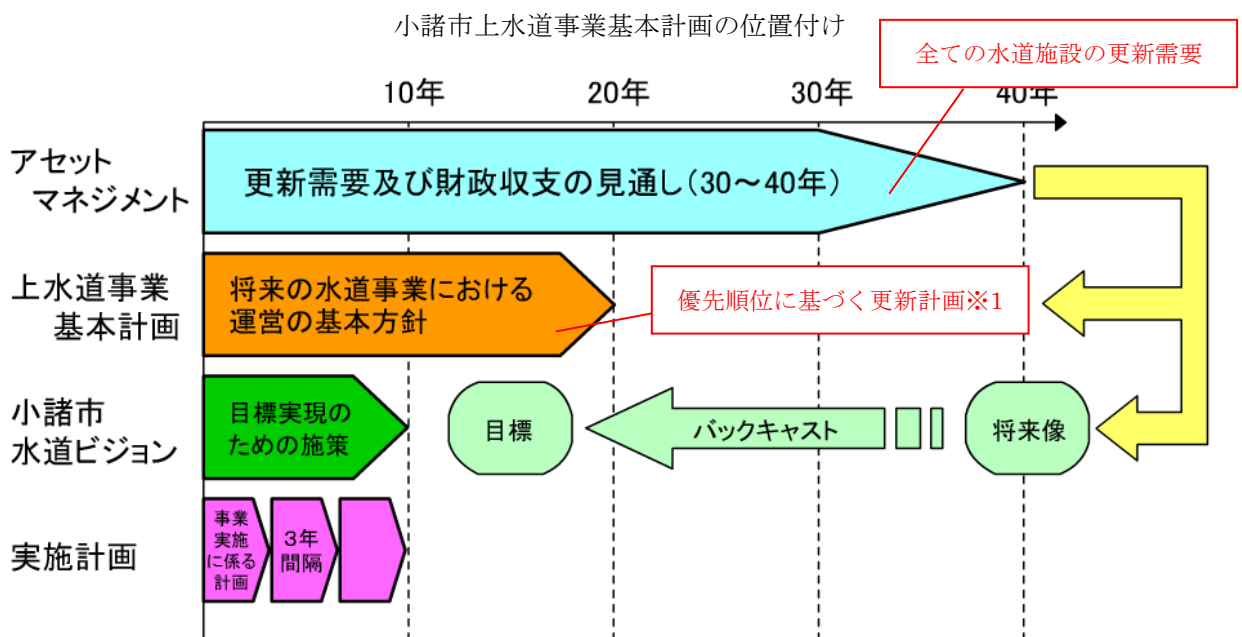 小諸市上水道事業基本計画の位置付け
全ての水道施設の更新需要
10年
20年
30年
40年
アセット
マネジメント
更新需要及び財政収支の見通し(30～40年)
上水道事業
基本計画
将来の水道事業における
運営の基本方針
優先順位に基づく更新計画※1
小諸市
水道ビジョン
目標実現の
ための施策
目標
バックキャスト
将来像
実施計画
事業
実施
に係る
計画
３年
間隔